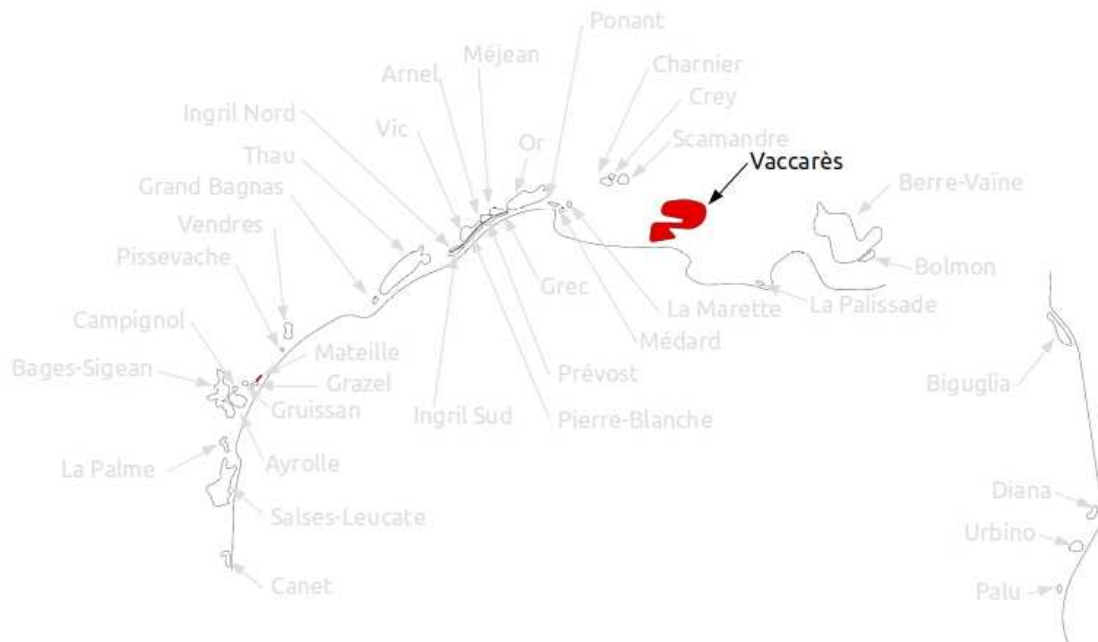 Ponant
Méjean
Arnel
Charnier
Crey
Ingril Nord
Vic
Or
Scamandre
Thau
Vaccarès
Grand Bagnas
Berre-Vaïne
Vendres
Pissevache
Bolmon
Grec
La Marette
La Palissade
Campignol
Médard
Mateille
Bages-Sigean
Prévost
Grazel
Biguglia
Gruissan
Ingril Sud
Pierre-Blanche
La Palme
Ayrolle
Diana
Salses-Leucate
Urbino
Canet
Palu